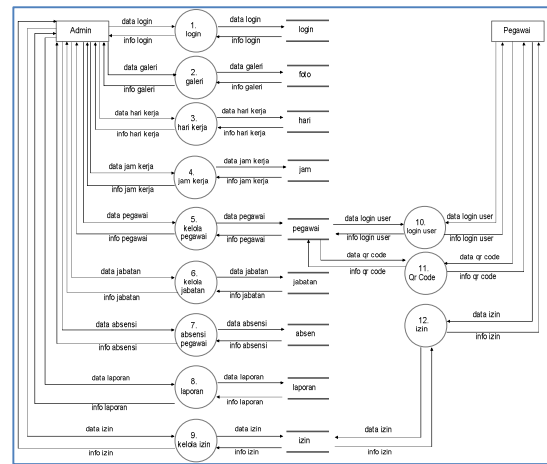 Admin
Pegawai
data login
info login
1.
login
data login
info login
login
data galeri
info galeri
2.
galeri
data galeri
info galeri
foto
data hari kerja
info hari kerja
3.
hari kerja
data hari kerja
info hari kerja
hari
data jam kerja
info jam kerja
4.
jam kerja
data jam kerja
info jam kerja
jam
data pegawai
info pegawai
5.
kelola
pegawai
data pegawai
info pegawai
pegawai
data login user
info login user
10.
login user
data login user
info login user
data qr code
info qr code
11.
Qr Code
data qr code
info qr code
data jabatan
info jabatan
6.
kelola
jabatan
data jabatan
info jabatan
jabatan
data absensi
info absensi
7.
absensi
pegawai
data absensi
info absensi
absen
12.
izin
data izin
info izin
data laporan
info laporan
8.
laporan
data laporan
info laporan
laporan
data izin
info izin
9.
kelola izin
data izin
info izin
izin
data izin
info izin